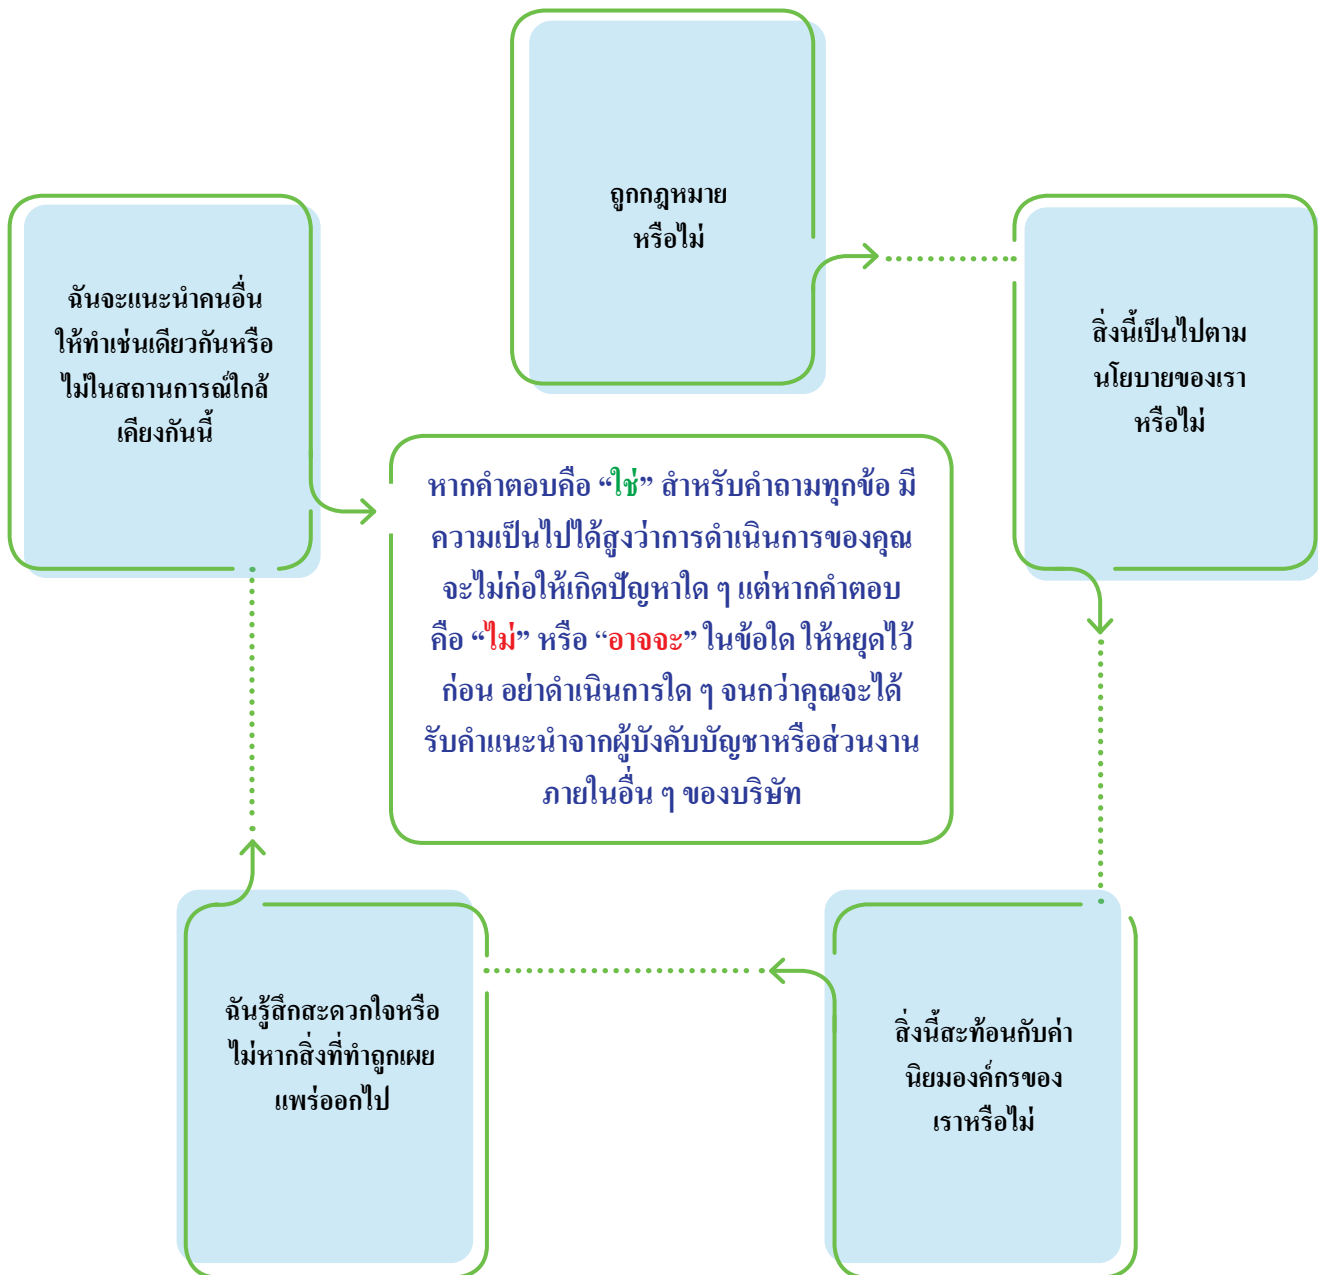 ถูกกฎหมาย
หรือไม่
สิ่งนี้เป็นไปตาม
นโยบายของเรา
หรือไม่
สิ่งนี้สะท้อนกับค่า
นิยมองค์กรของ
เราหรือไม่
ฉันรู้สึกสะดวกใจหรือ
ไม่หากสิ่งที่ทำถูกเผย
แพร่ออกไป
ฉันจะแนะนำคนอื่น
ให้ทำเช่นเดียวกันหรือ
ไม่ในสถานการณ์ใกล้
เคียงกันนี้
หากคำตอบคือ “ใช่” สำหรับคำถามทุกข้อ มี
ความเป็นไปได้สูงว่าการดำเนินการของคุณ
จะไม่ก่อให้เกิดปัญหาใด ๆ แต่หากคำตอบ
คือ “ไม่” หรือ “อาจจะ” ในข้อใด ให้หยุดไว้
ก่อน อย่าดำเนินการใด ๆ จนกว่าคุณจะได้
รับคำแนะนำจากผู้บังคับบัญชาหรือส่วนงาน
ภายในอื่น ๆ ของบริษัท